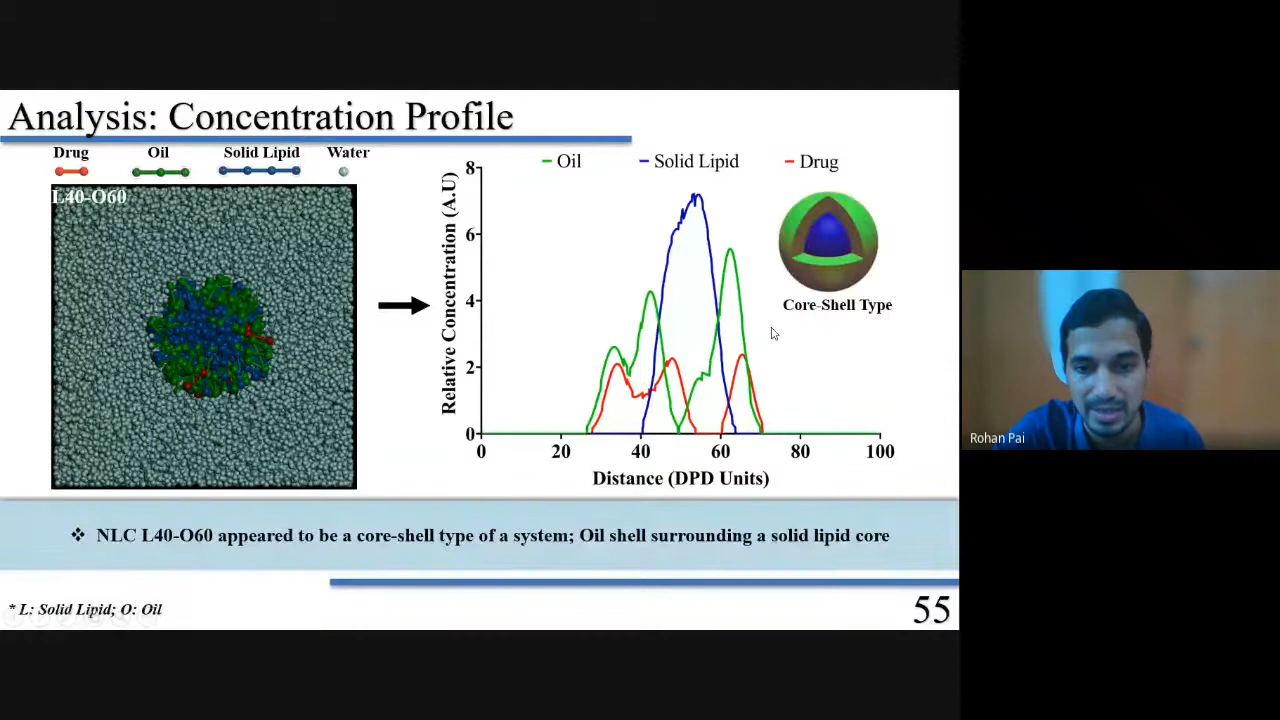 Analysis: Concentration Profile
Drug Oil Solid Lipid Water
L40-O60
Oil Solid Lipid Drug
Relative Concentration (A.U)
8
6
4
2
0
0 20 40 60 80 100
Distance (DPD Units)
Core-Shell Type
❖ NLC L40-O60 appeared to be a core-shell type of a system; Oil shell surrounding a solid lipid core
* L: Solid Lipid; O: Oil
55
Rohan Pai